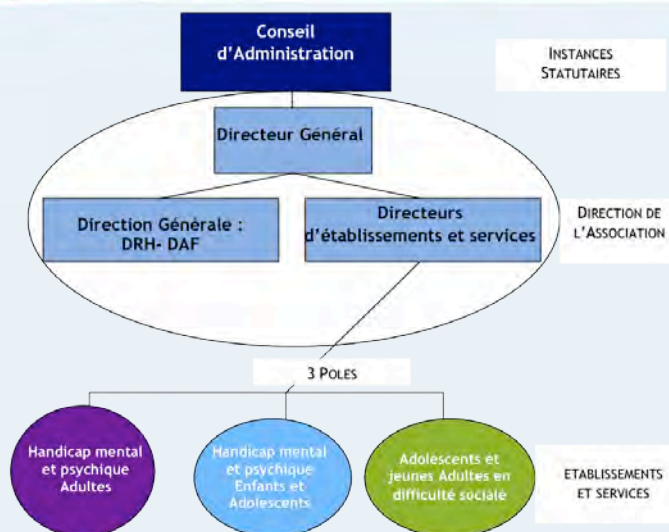 Conseil
d'Administration
INSTANCES
STATUTAIRES
Directeur Général
Direction Générale :
DRH- DAF
Directeurs
d'établissements et services
DIRECTION DE
L'ASSOCIATION
3 POLES
Handicap mental
et psychique
Adultes
Handicap mental
et psychique
Enfants et
Adolescents
Adolescents et
jeunes Adultes en
difficulté sociale
ETABLISSEMENTS
ET SERVICES